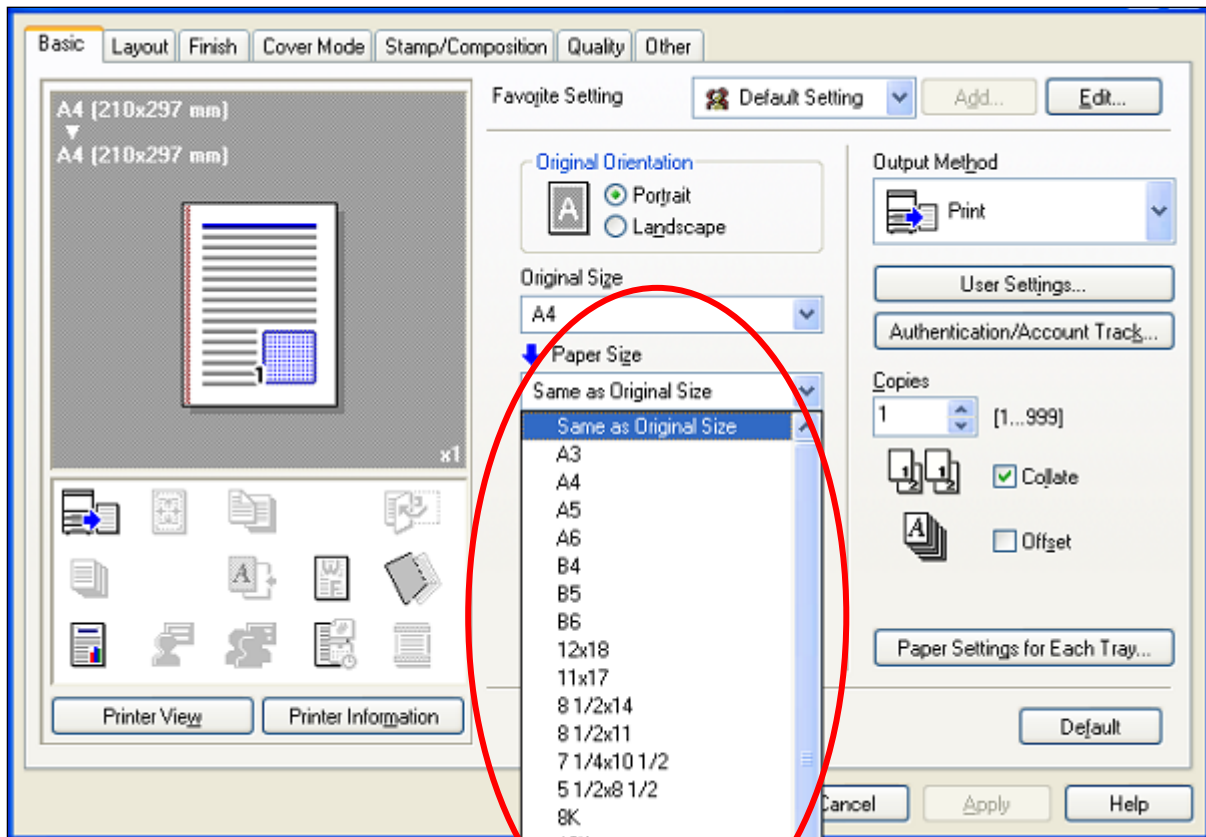 Basic Layout Finish Cover Mode Stamp/Composition Quality Other
A4 (210x297 mm)
A4 (210x297 mm)
1
x1
Printer View Printer Information
Favorite Setting Default Setting Add... Edit...
Original Orientation
A
Portrait
Landscape
Original Size
A4
Paper Size
Same as Original Size
Same as Original Size
A3
A4
A5
A6
B4
B5
B6
12x18
11x17
8 1/2x14
8 1/2x11
7 1/4x10 1/2
5 1/2x8 1/2
8K
Output Method
Print
User Settings...
Authentication/Account Track...
Copies
1 [1...999]
Collate
Offset
Paper Settings for Each Tray...
Default
Cancel Apply Help